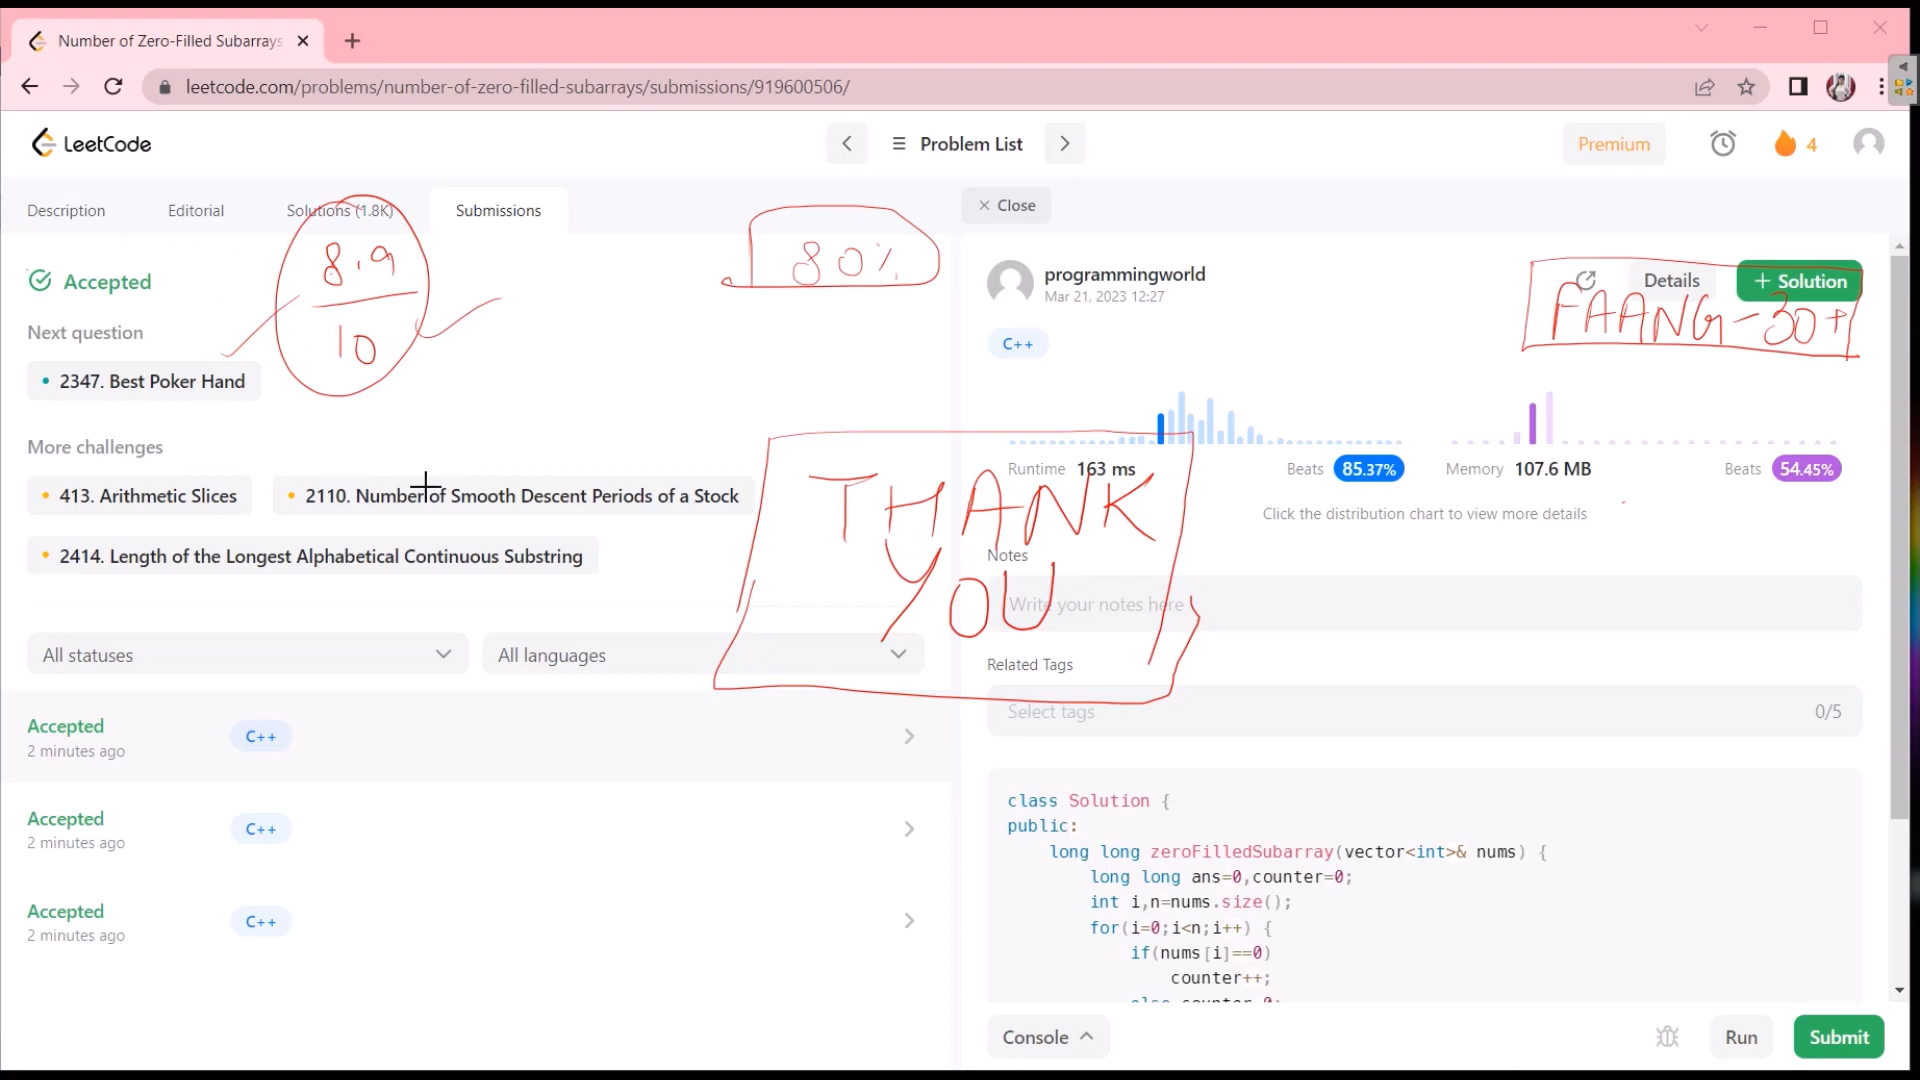 Number of Zero-Filled Subarrays
leetcode.com/problems/number-of-zero-filled-subarrays/submissions/919600506/
LeetCode
Problem List
Premium
4
Description
Editorial
Solutions (1.8K)
Submissions
Close
8.9
10
80%
Accepted
Next question
2347. Best Poker Hand
More challenges
413. Arithmetic Slices
2110. Number of Smooth Descent Periods of a Stock
2414. Length of the Longest Alphabetical Continuous Substring
All statuses
All languages
Accepted
2 minutes ago
C++
Accepted
2 minutes ago
C++
Accepted
2 minutes ago
C++
THANK
YOU
programmingworld
Mar 21, 2023 12:27
Details
+ Solution
FAANG-30+
C++
Runtime 163 ms
Beats 85.37%
Memory 107.6 MB
Beats 54.45%
Click the distribution chart to view more details
Notes
Write your notes here
Related Tags
Select tags
0/5
class Solution {
public:
long long zeroFilledSubarray(vector<int>& nums) {
long long ans=0,counter=0;
int i,n=nums.size();
for(i=0;i<n;i++) {
if(nums[i]==0)
counter++;
else counter=0;
Console
Run
Submit